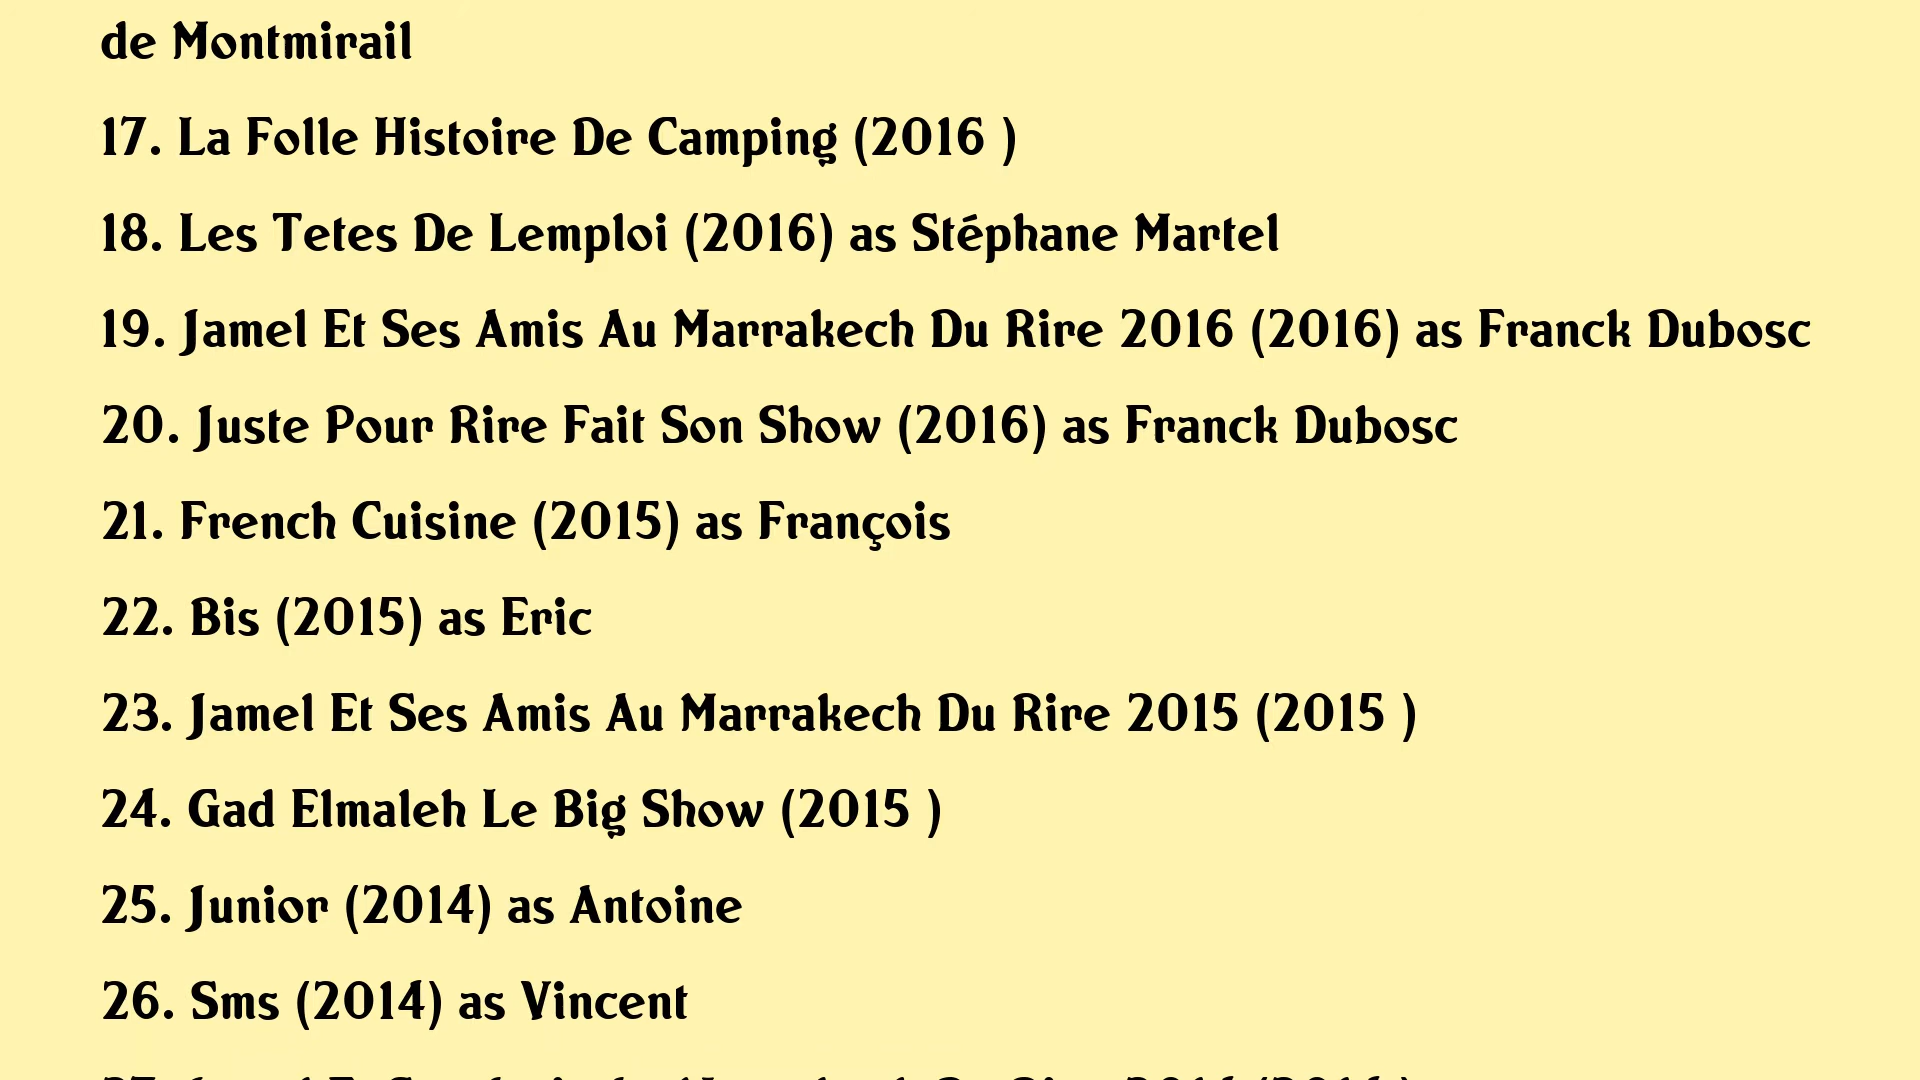 de Montmirail
17. La Folle Histoire De Camping (2016 )
18. Les Tetes De Lemploi (2016) as Stéphane Martel
19. Jamel Et Ses Amis Au Marrakech Du Rire 2016 (2016) as Franck Dubosc
20. Juste Pour Rire Fait Son Show (2016) as Franck Dubosc
21. French Cuisine (2015) as François
22. Bis (2015) as Eric
23. Jamel Et Ses Amis Au Marrakech Du Rire 2015 (2015 )
24. Gad Elmaleh Le Big Show (2015 )
25. Junior (2014) as Antoine
26. Sms (2014) as Vincent